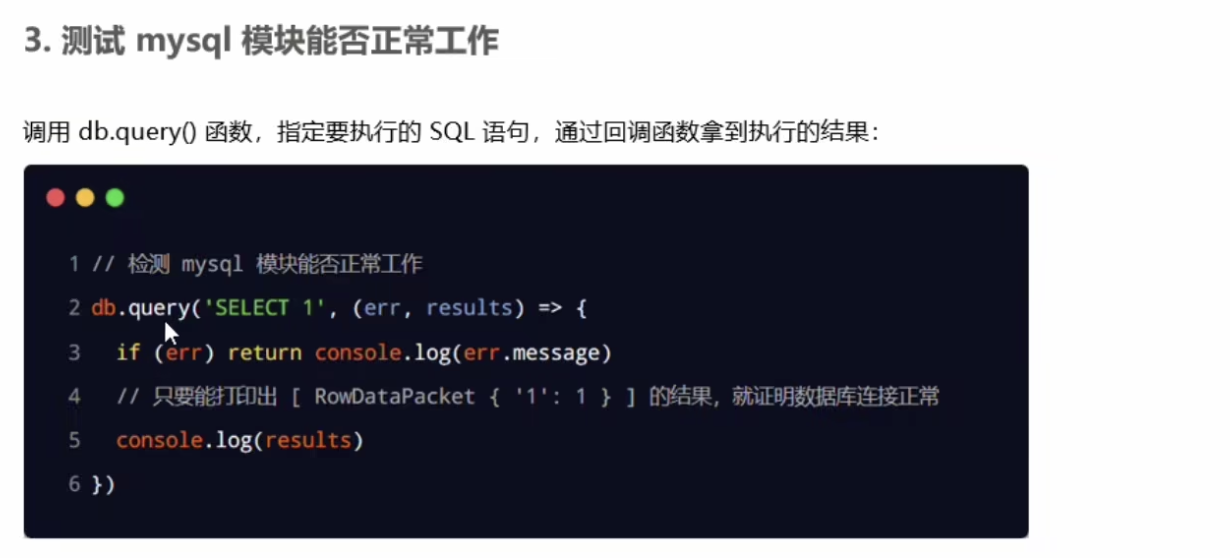 3. 测试 mysql 模块能否正常工作
调用 db.query() 函数，指定要执行的 SQL 语句，通过回调函数拿到执行的结果：
1 // 检测 mysql 模块能否正常工作
2 db.query('SELECT 1', (err, results) => {
3   if (err) return console.log(err.message)
4   // 只要能打印出 [ RowDataPacket { '1': 1 } ] 的结果，就证明数据库连接正常
5   console.log(results)
6 })